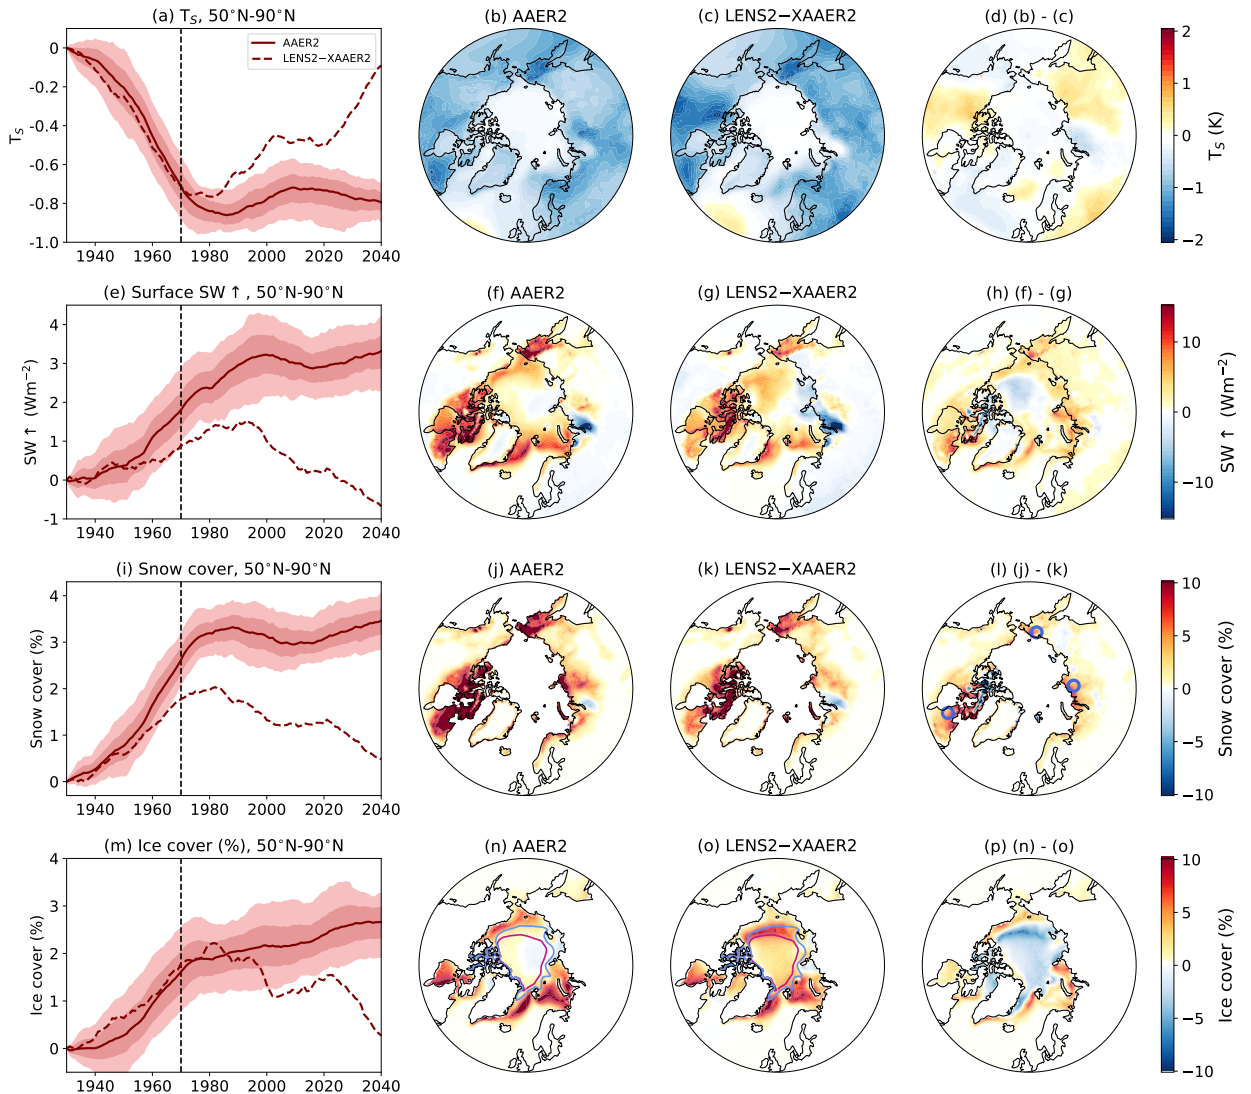 (a) T_S, 50°N-90°N
(b) AAER2
(c) LENS2−XAAER2
(d) (b) - (c)
AAER2
LENS2−XAAER2
0
-0.2
-0.4
-0.6
-0.8
-1.0
T_S
1940 1960 1980 2000 2020 2040
2
1
0
−1
−2
T_S (K)
(e) Surface SW ↑ , 50°N-90°N
(f) AAER2
(g) LENS2−XAAER2
(h) (f) - (g)
4
3
2
1
0
-1
SW ↑ (Wm⁻²)
1940 1960 1980 2000 2020 2040
10
0
−10
SW ↑ (Wm⁻²)
(i) Snow cover, 50°N-90°N
(j) AAER2
(k) LENS2−XAAER2
(l) (j) - (k)
4
3
2
1
0
Snow cover (%)
1940 1960 1980 2000 2020 2040
10
5
0
−5
−10
Snow cover (%)
(m) Ice cover (%), 50°N-90°N
(n) AAER2
(o) LENS2−XAAER2
(p) (n) - (o)
4
3
2
1
0
Ice cover (%)
1940 1960 1980 2000 2020 2040
10
5
0
−5
−10
Ice cover (%)